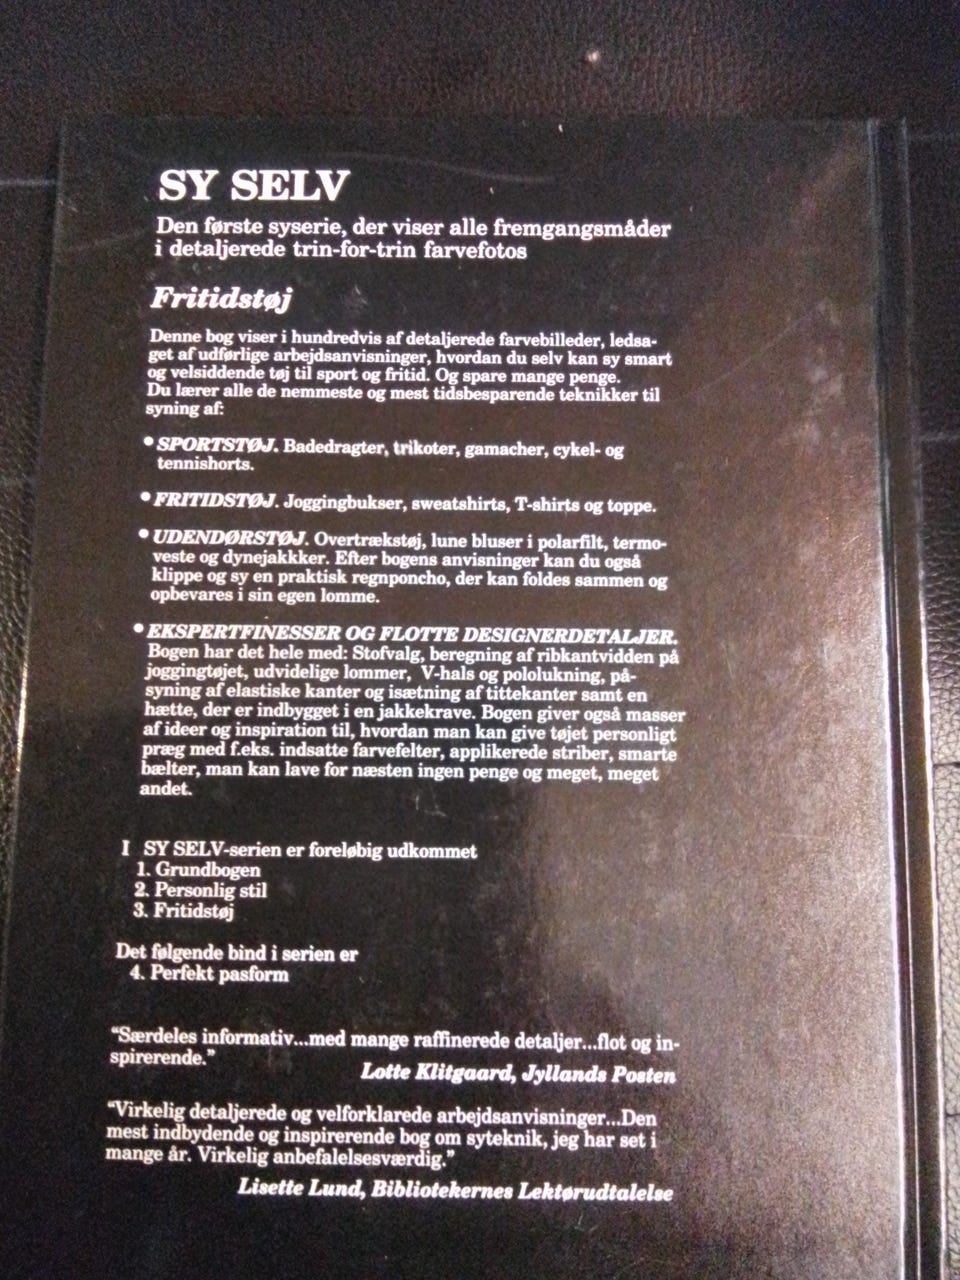 SY SELV
Den første syserie, der viser alle fremgangsmåder
i detaljerede trin-for-trin farvefotos
Fritidstøj
Denne bog viser i hundredvis af detaljerede farvebilleder, ledsa-
get af udførlige arbejdsanvisninger, hvordan du selv kan sy smart
og velsiddende tøj til sport og fritid. Og spare mange penge.
Du lærer alle de nemmeste og mest tidsbesparende teknikker til
syning af:
• SPORTSTØJ. Badedragter, trikoter, gamacher, cykel- og
tennishorts.
• FRITIDSTØJ. Joggingbukser, sweatshirts, T-shirts og toppe.
• UDENDØRSTØJ. Overtrækstøj, lune bluser i polarfilt, termo-
veste og dynejakkker. Efter bogens anvisninger kan du også
klippe og sy en praktisk regnponcho, der kan foldes sammen og
opbevares i sin egen lomme.
• EKSPERTFINESSER OG FLOTTE DESIGNERDETALJER.
Bogen har det hele med: Stofvalg, beregning af ribkantvidden på
joggingtøjet, udvidelige lommer, V-hals og pololukning, på-
syning af elastiske kanter og isætning af tittekanter samt en
hætte, der er indbygget i en jakkekrave. Bogen giver også masser
af ideer og inspiration til, hvordan man kan give tøjet personligt
præg med f.eks. indsatte farvefelter, applikerede striber, smarte
bælter, man kan lave for næsten ingen penge og meget, meget
andet.
I SY SELV-serien er foreløbig udkommet
1. Grundbogen
2. Personlig stil
3. Fritidstøj
Det følgende bind i serien er
4. Perfekt pasform
"Særdeles informativ...med mange raffinerede detaljer...flot og in-
spirerende."
Lotte Klitgaard, Jyllands Posten
"Virkelig detaljerede og velforklarede arbejdsanvisninger...Den
mest indbydende og inspirerende bog om syteknik, jeg har set i
mange år. Virkelig anbefalelsesværdig."
Lisette Lund, Bibliotekernes Lektørudtalelse